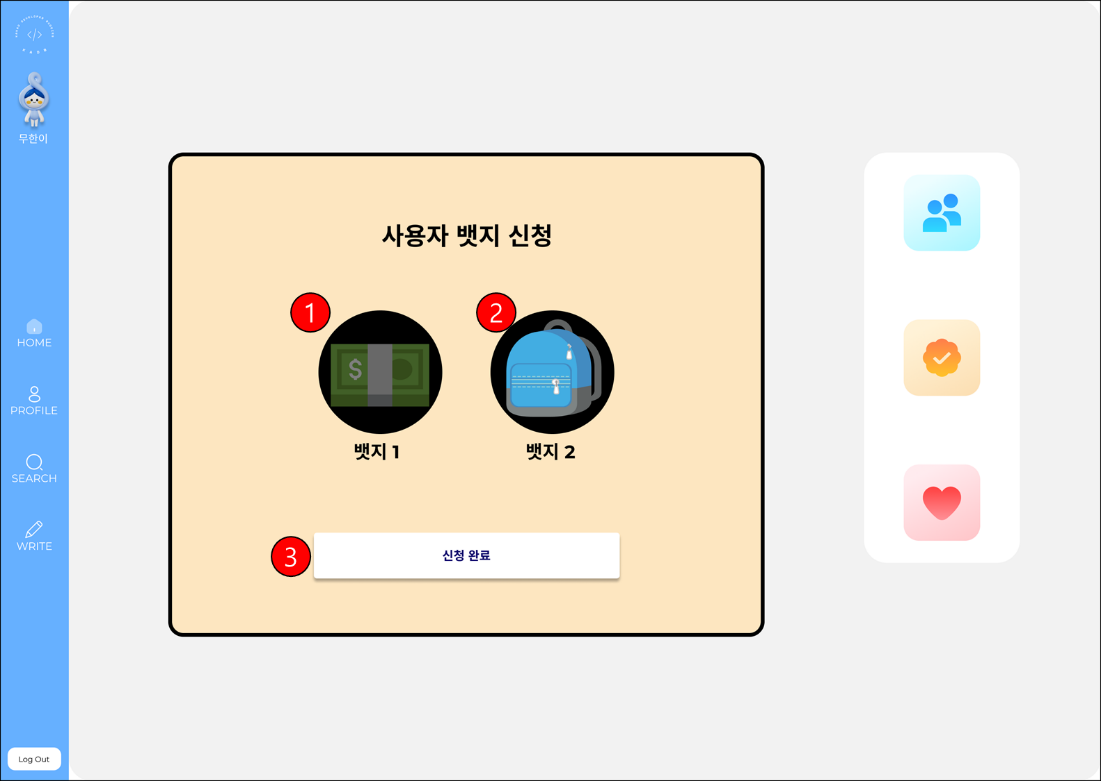 무한이
HOME
PROFILE
SEARCH
WRITE
Log Out
사용자 뱃지 신청
1
2
$
뱃지 1
뱃지 2
3
신청 완료